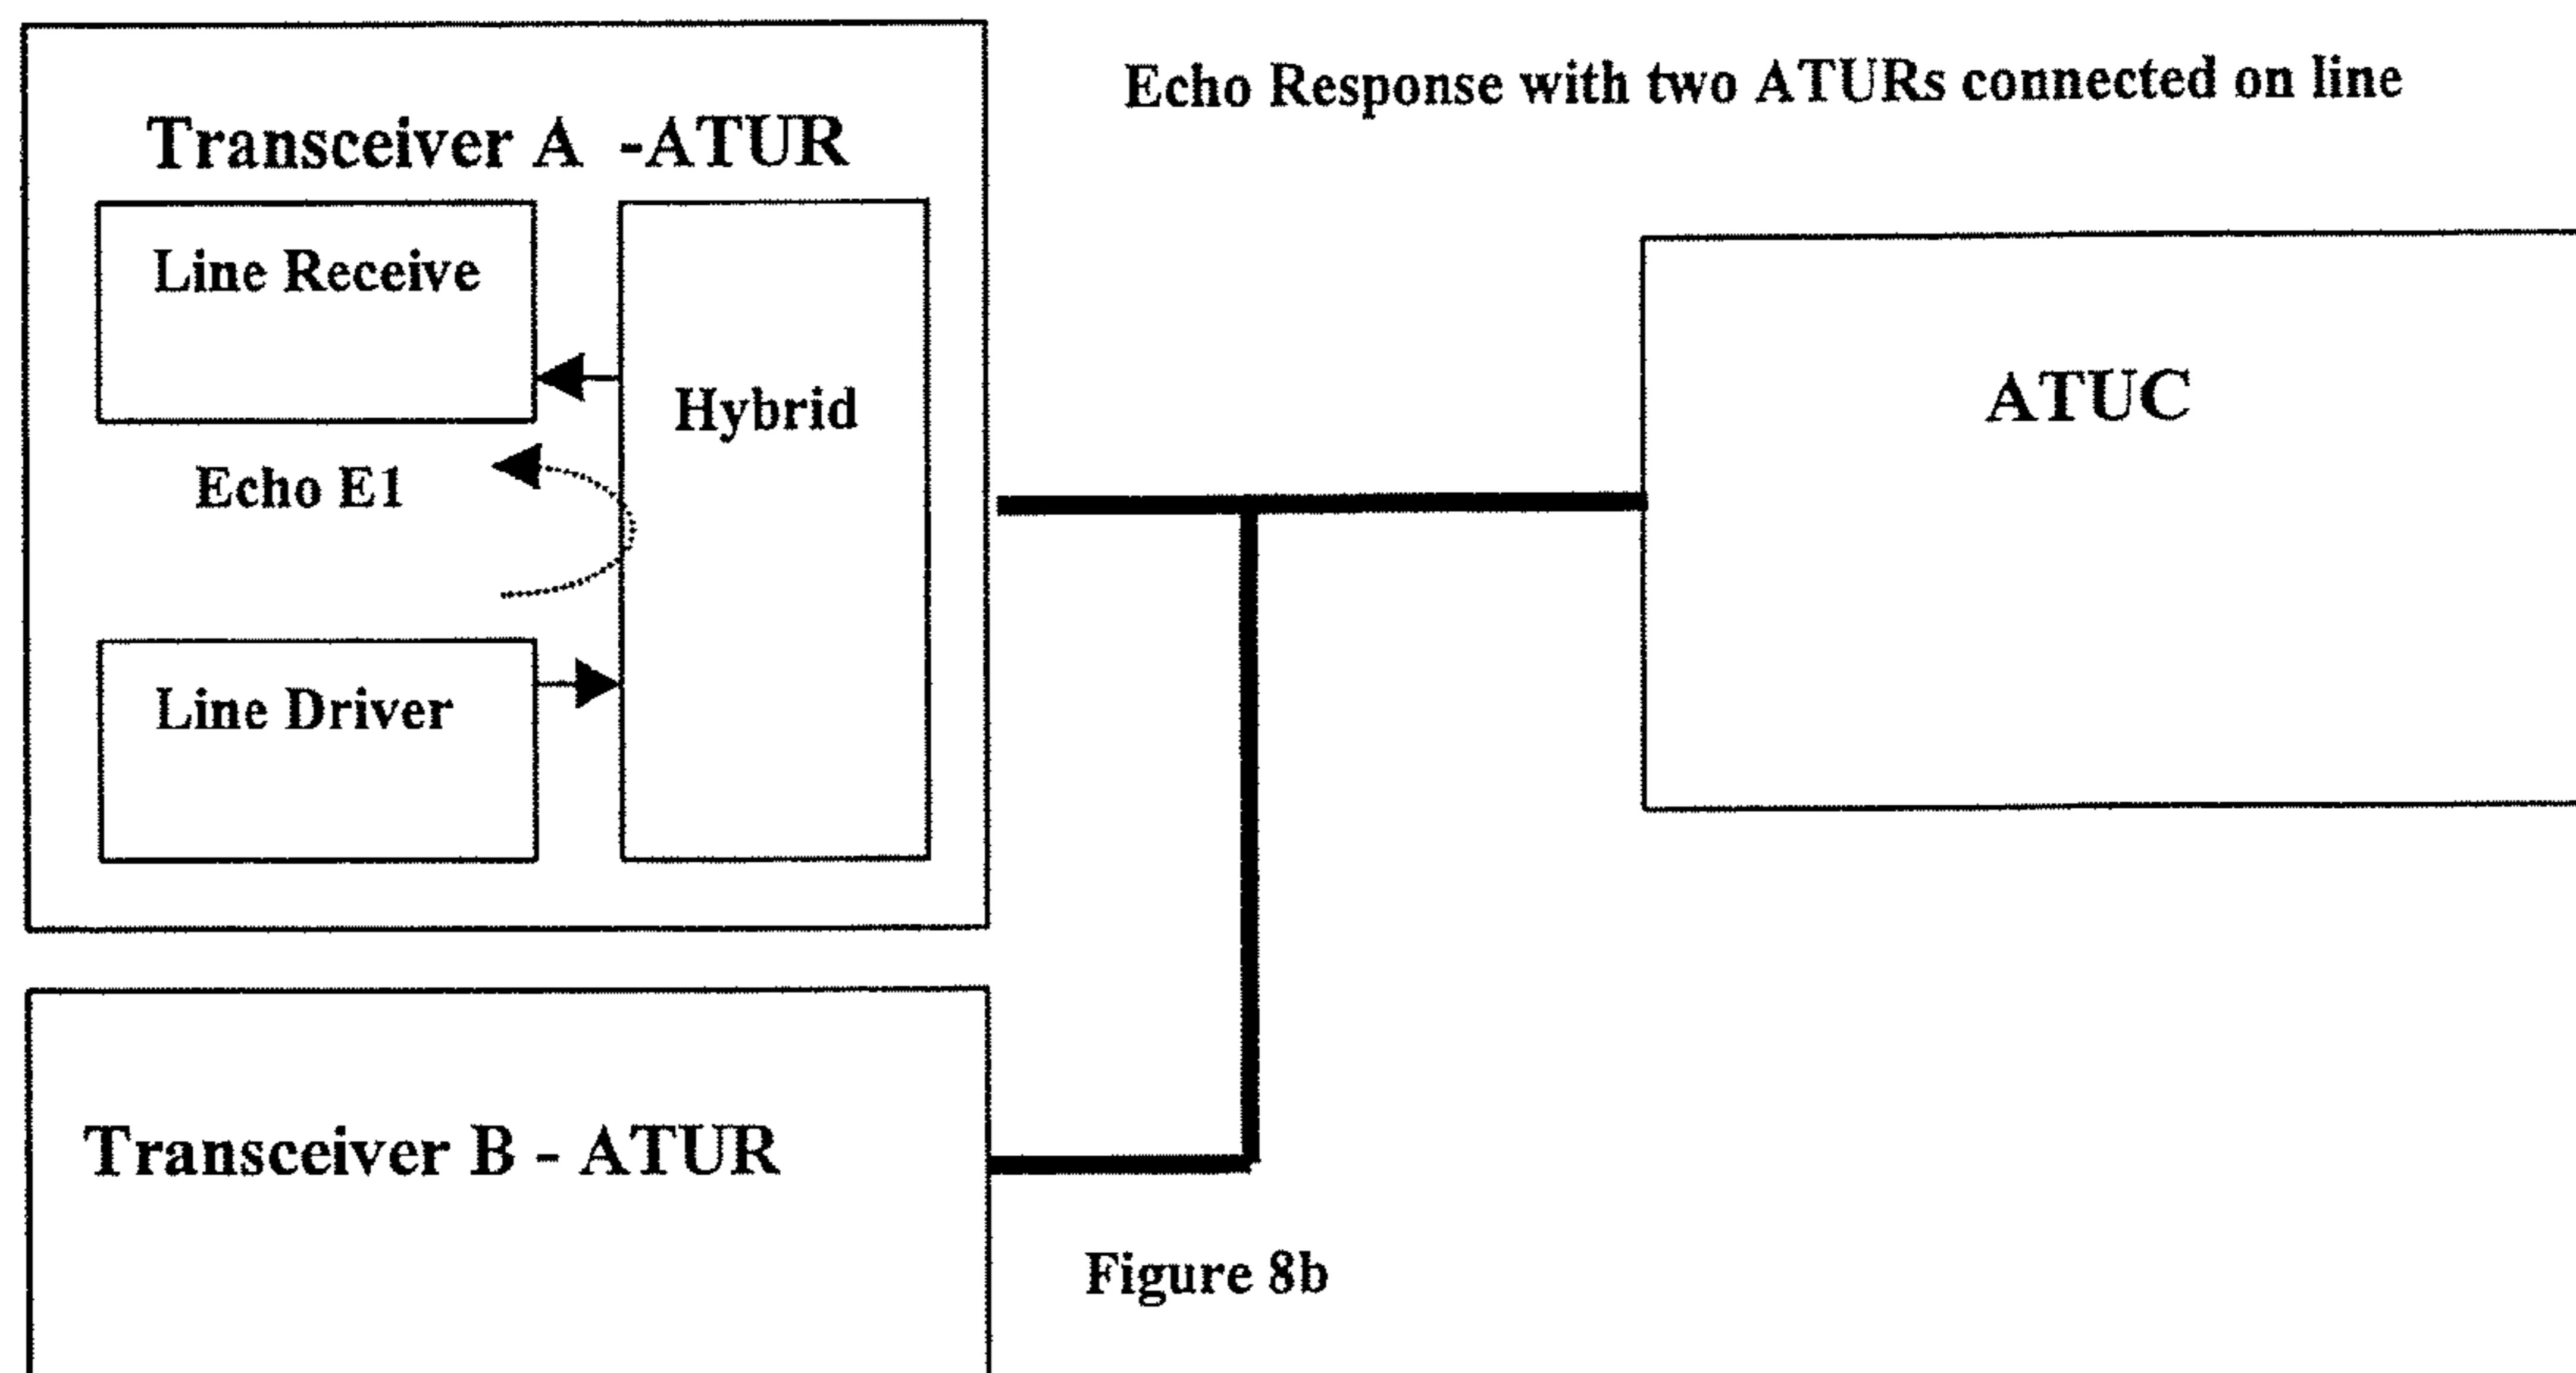 Echo Response with two ATURs connected on line
Transceiver A -ATUR
Line Receive
Hybrid
Echo E1
Line Driver
ATUC
Transceiver B - ATUR
Figure 8b